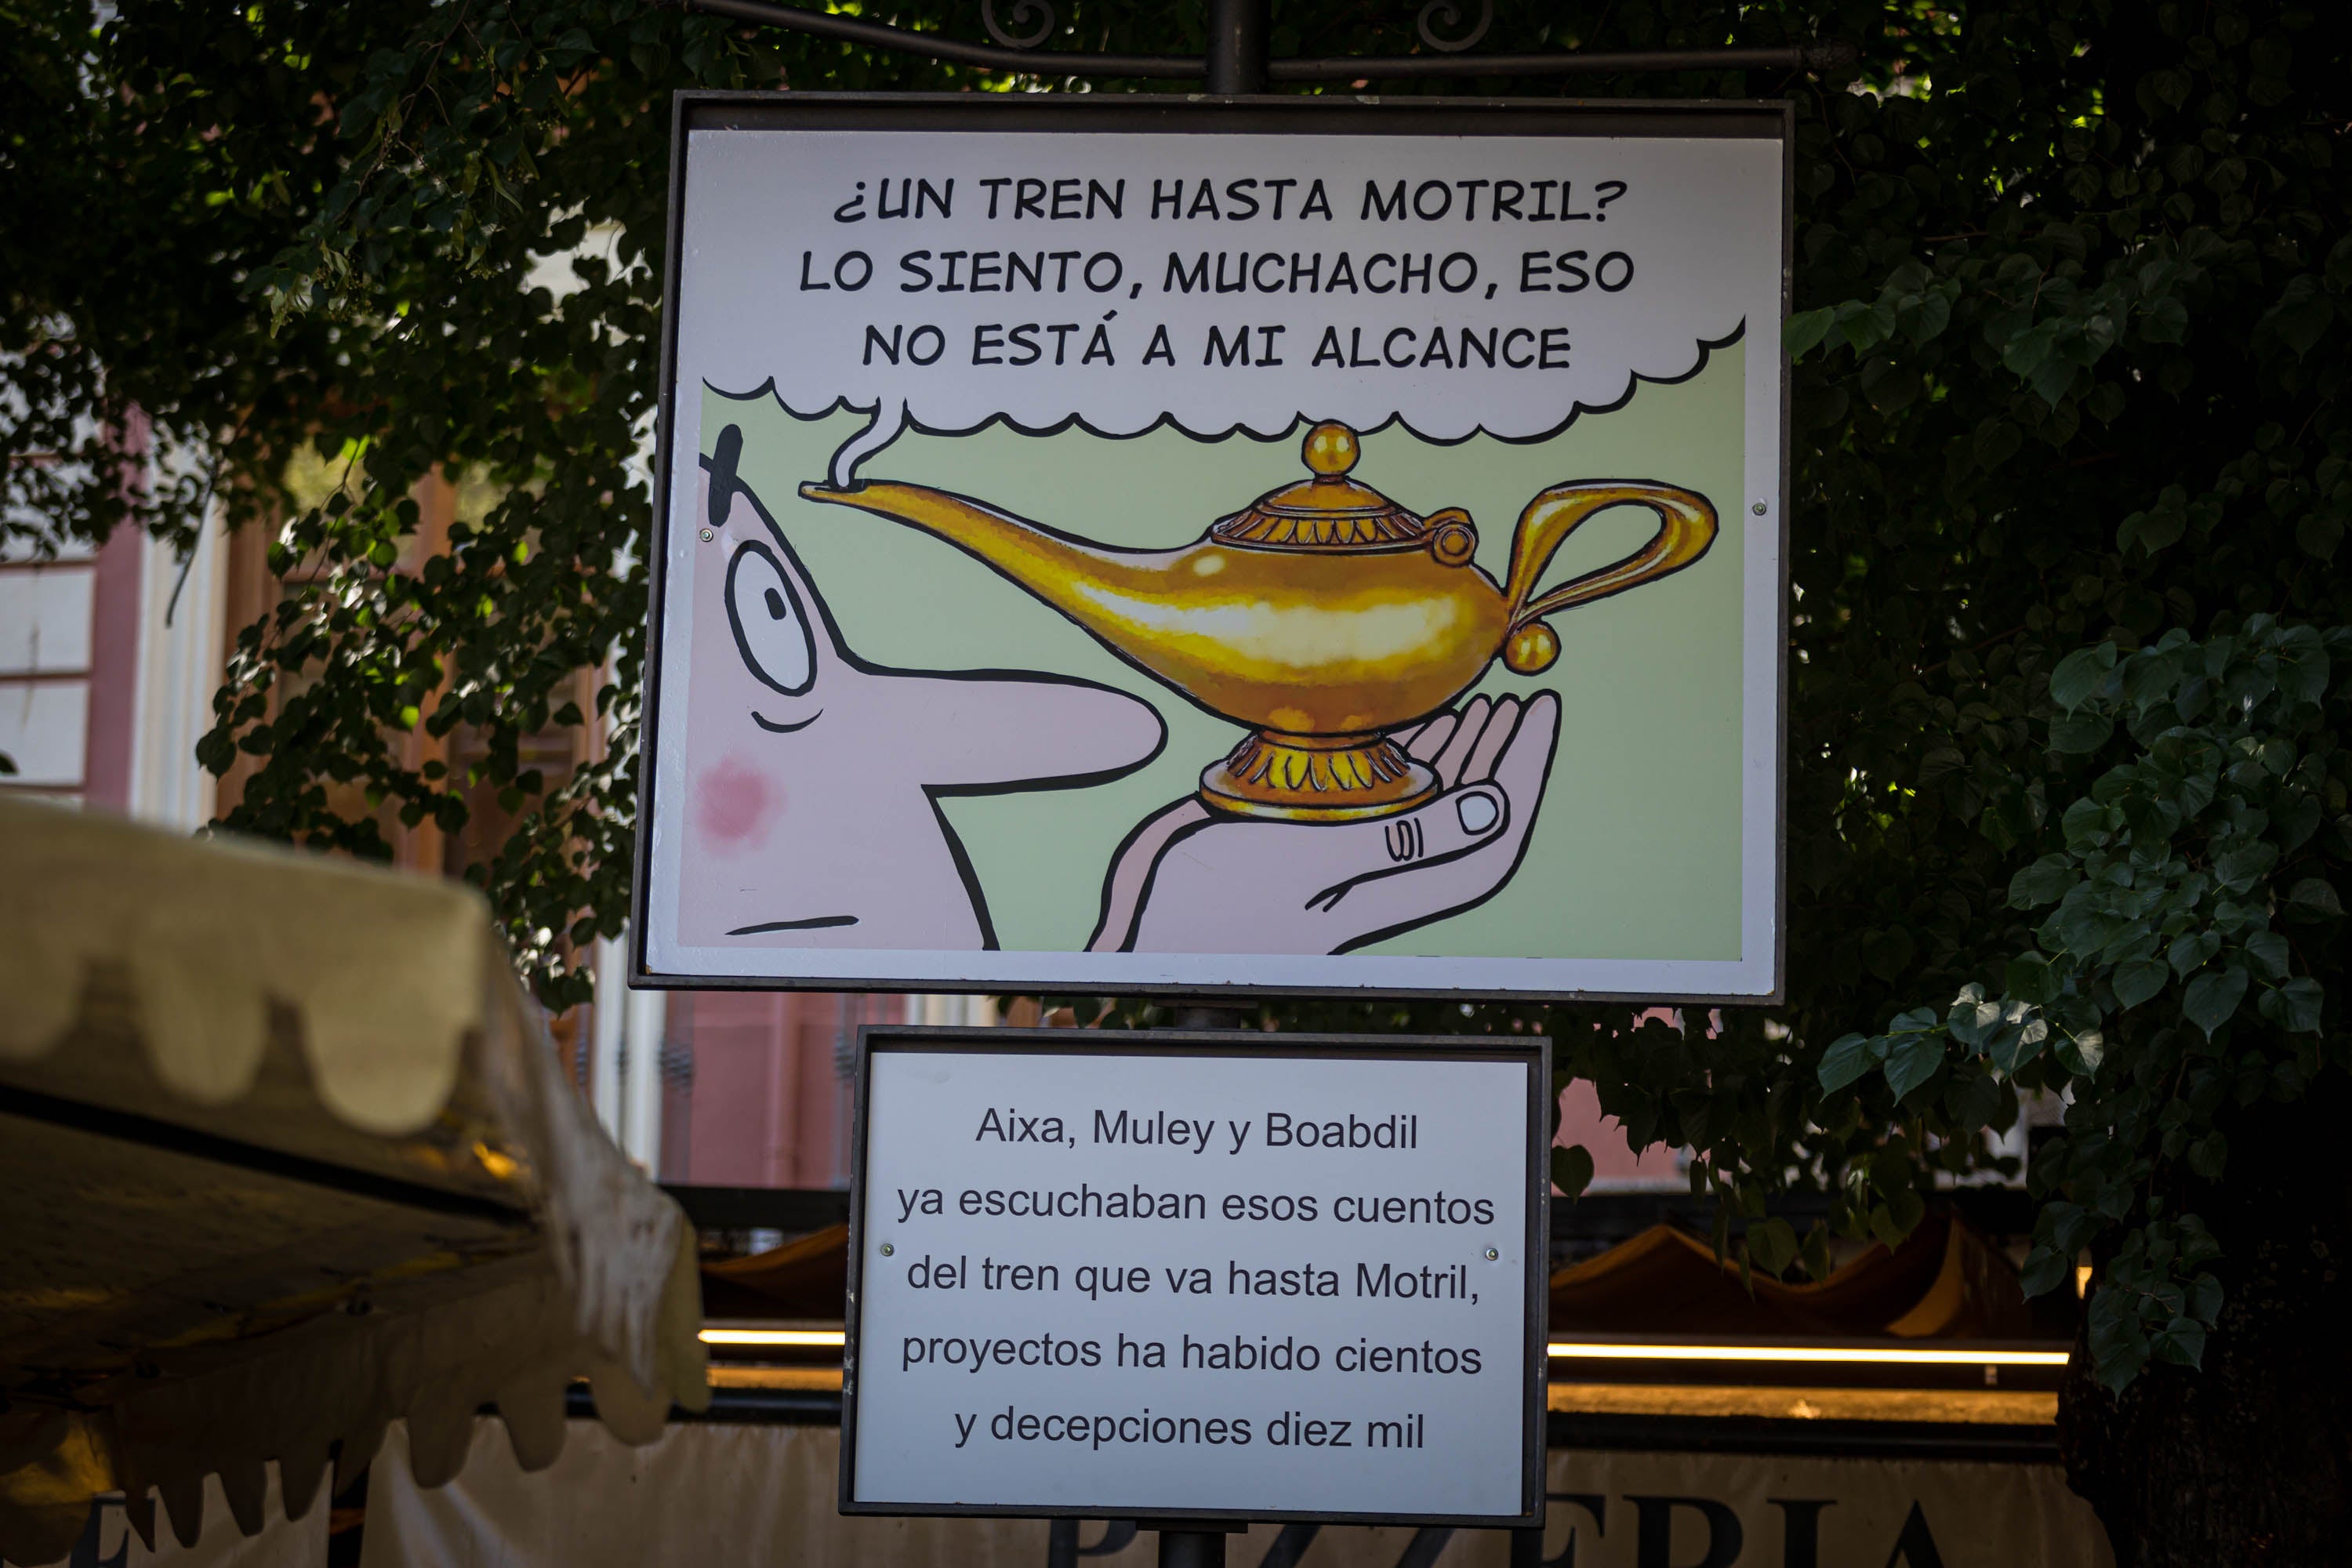 ¿UN TREN HASTA MOTRIL?
LO SIENTO, MUCHACHO, ESO
NO ESTÁ A MI ALCANCE
Aixa, Muley y Boabdil
ya escuchaban esos cuentos
del tren que va hasta Motril,
proyectos ha habido cientos
y decepciones diez mil
PIZZERIA